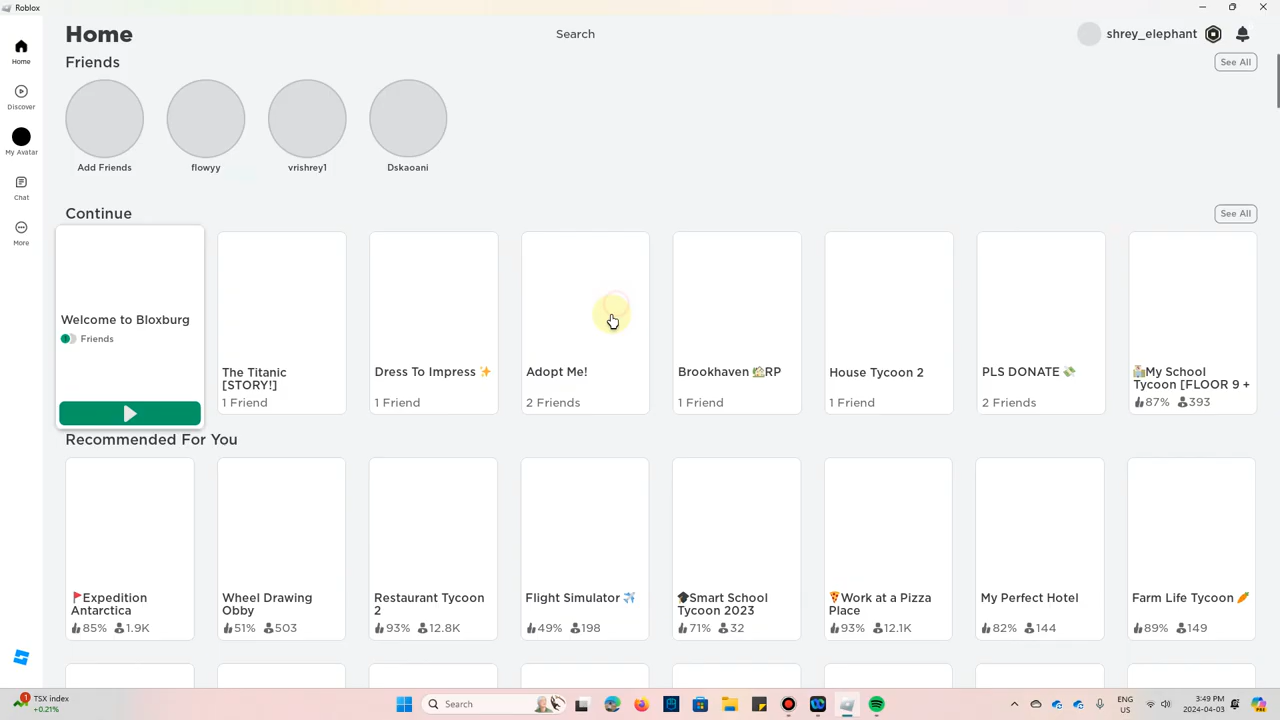 Roblox
Home
Search
shrey_elephant
Home
Discover
My Avatar
Chat
More
Friends
See All
Add Friends
flowyy
vrishrey1
Dskaoani
Continue
See All
Welcome to Bloxburg
Friends
The Titanic
[STORY!]
1 Friend
Dress To Impress ✨
1 Friend
Adopt Me!
2 Friends
Brookhaven 🏡RP
1 Friend
House Tycoon 2
1 Friend
PLS DONATE 💸
2 Friends
🏫My School
Tycoon [FLOOR 9 +
87% 393
Recommended For You
🚩Expedition
Antarctica
85% 1.9K
Wheel Drawing
Obby
51% 503
Restaurant Tycoon
2
93% 12.8K
Flight Simulator ✈️
49% 198
🎓Smart School
Tycoon 2023
71% 32
🍕Work at a Pizza
Place
93% 12.1K
My Perfect Hotel
82% 144
Farm Life Tycoon 🥕
89% 149
1
TSX index
+0.21%
Search
ENG
US
3:49 PM
2024-04-03